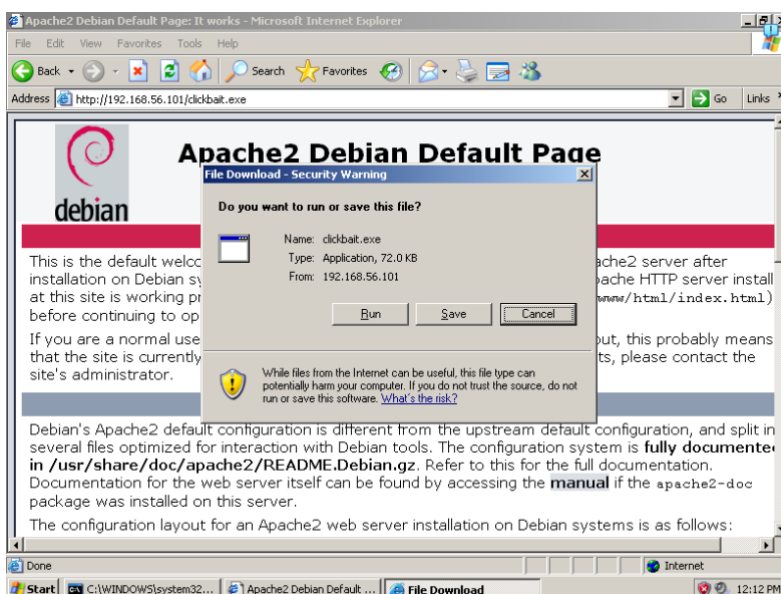 Apache2 Debian Default Page: It works - Microsoft Internet Explorer
File Edit View Favorites Tools Help
Back Search Favorites
Address http://192.168.56.101/clickbait.exe Go Links
debian
Apache2 Debian Default Page
File Download - Security Warning
Do you want to run or save this file?
Name: clickbait.exe
Type: Application, 72.0 KB
From: 192.168.56.101
Run Save Cancel
While files from the Internet can be useful, this file type can
potentially harm your computer. If you do not trust the source, do not
run or save this software. What's the risk?
This is the default welc ache2 server after
installation on Debian sy pache HTTP server install
at this site is working pr www/html/index.html)
before continuing to op
If you are a normal use out, this probably means
that the site is currently ts, please contact the
site's administrator.
Debian's Apache2 default configuration is different from the upstream default configuration, and split in
several files optimized for interaction with Debian tools. The configuration system is fully documente
in /usr/share/doc/apache2/README.Debian.gz. Refer to this for the full documentation.
Documentation for the web server itself can be found by accessing the manual if the apache2-doc
package was installed on this server.
The configuration layout for an Apache2 web server installation on Debian systems is as follows:
Done Internet
Start C:\WINDOWS\system32... Apache2 Debian Default ... File Download 12:12 PM